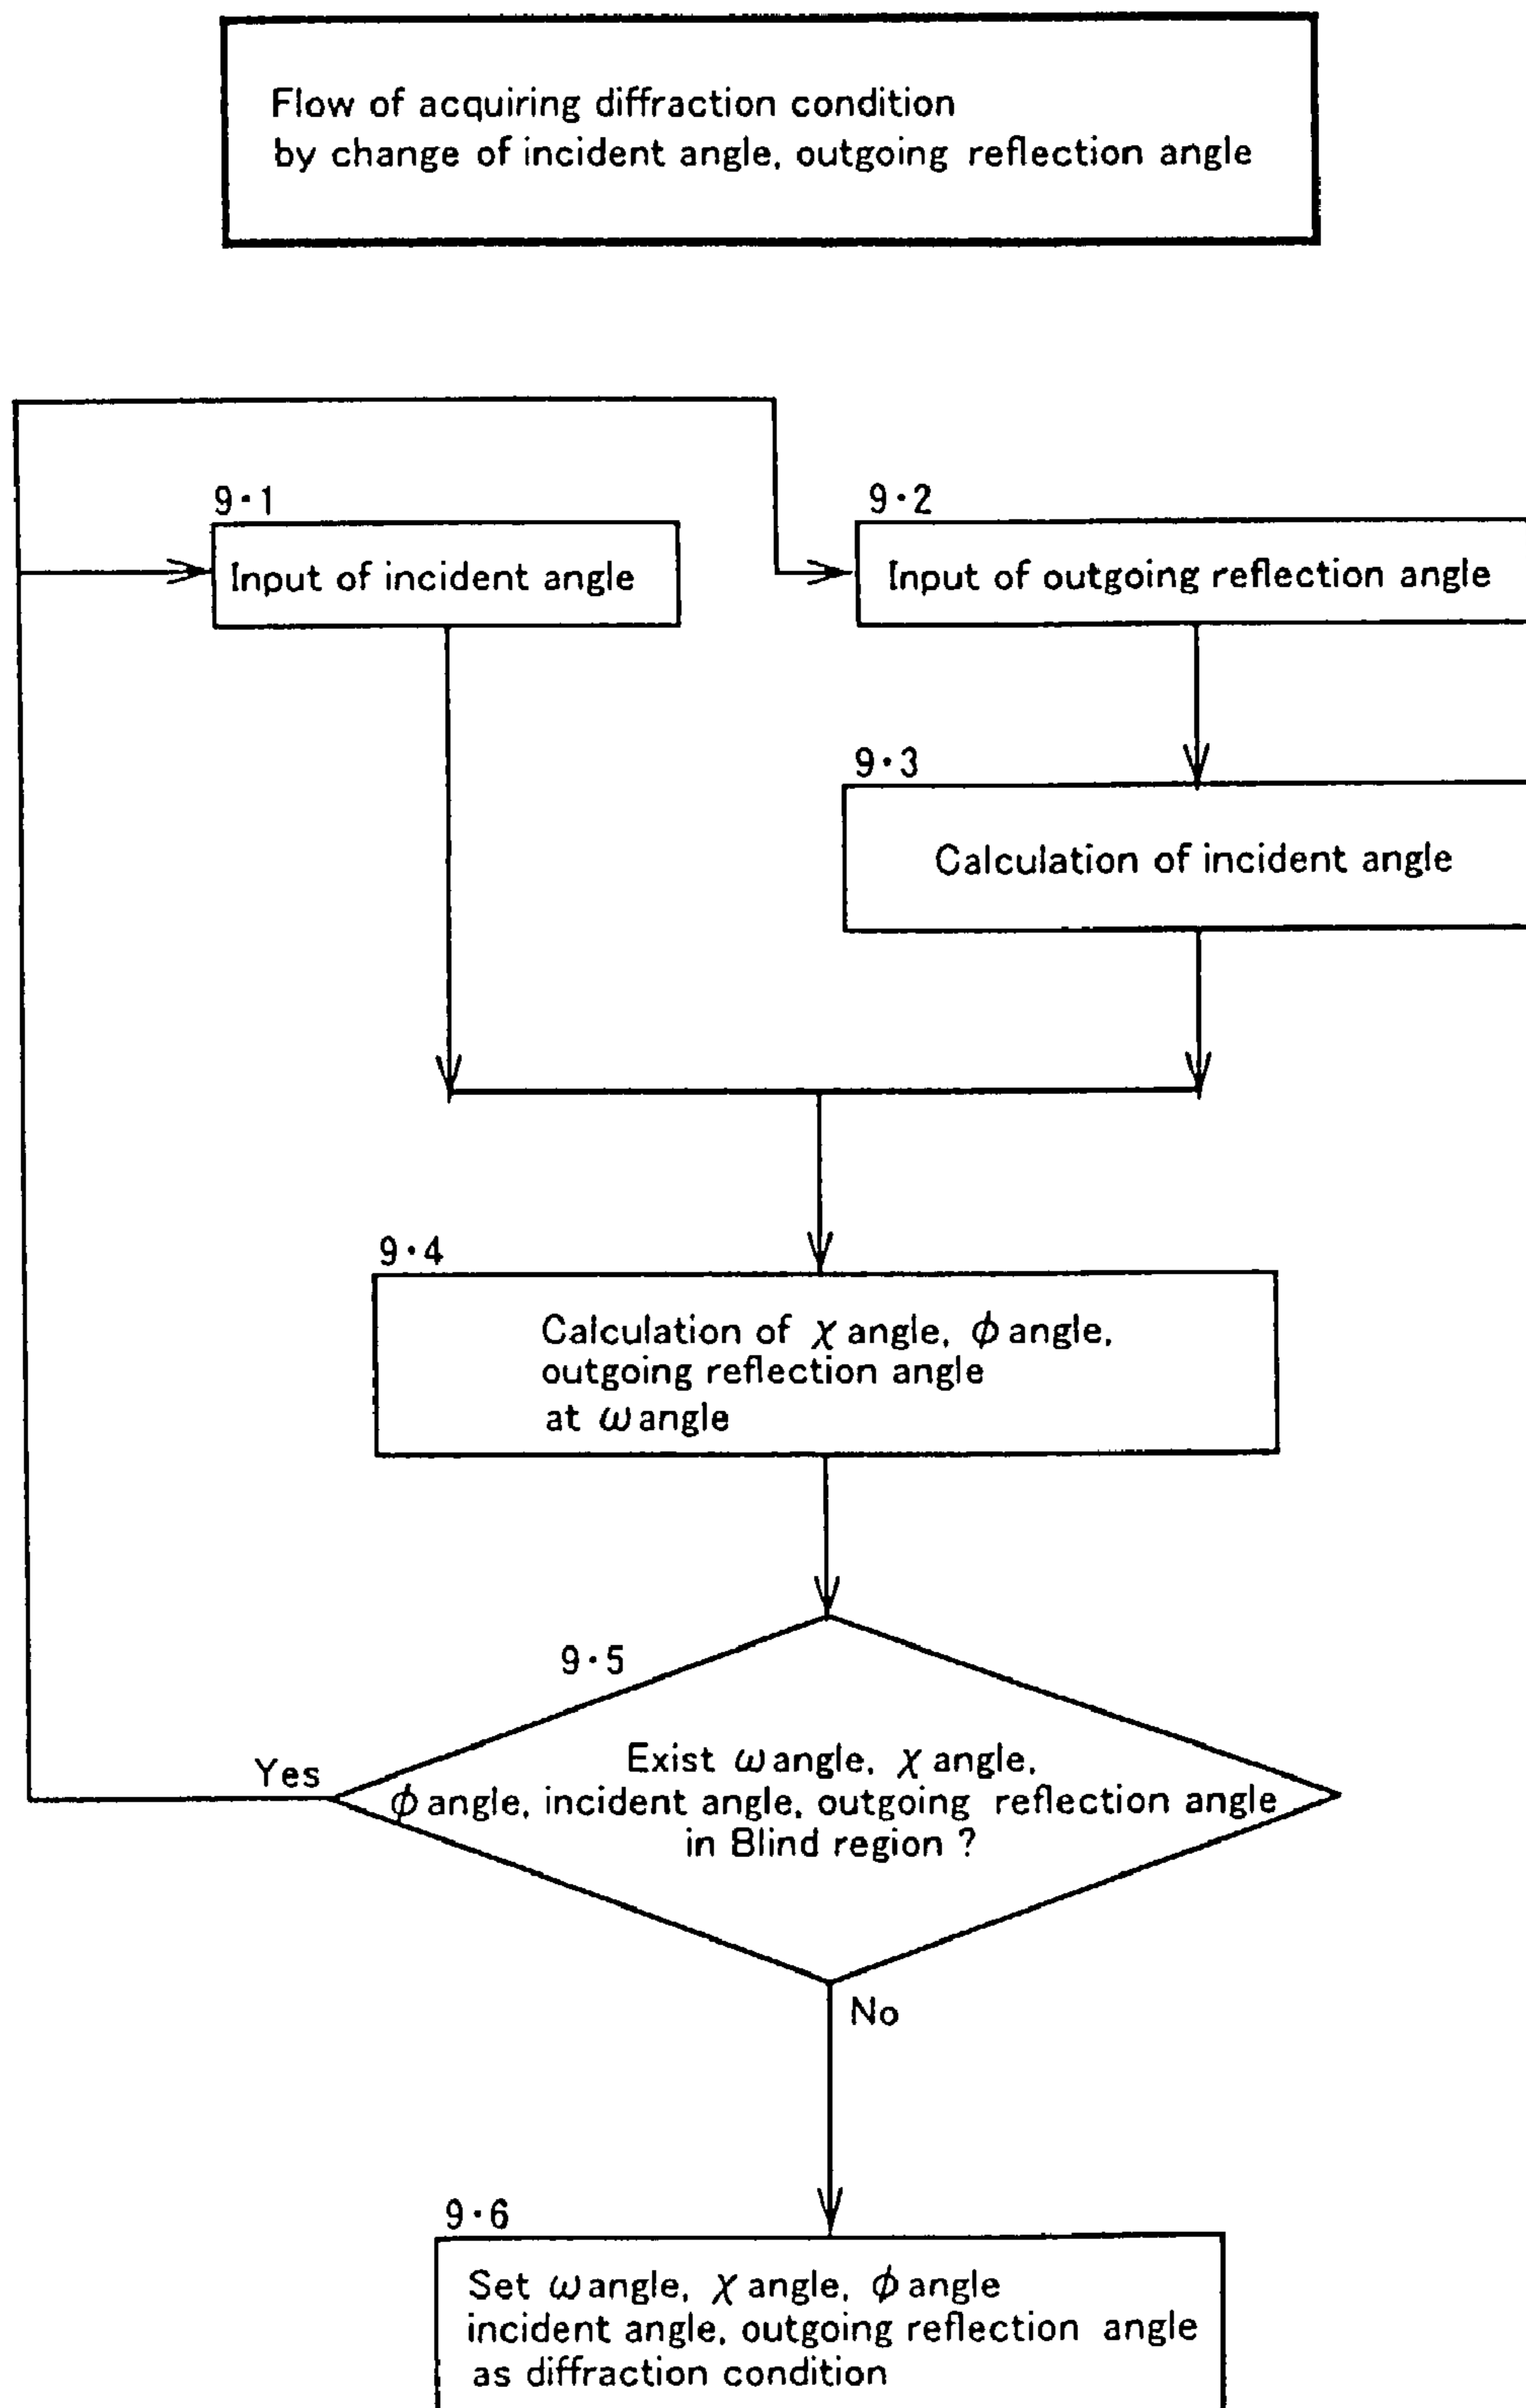 Flow of acquiring diffraction condition
by change of incident angle, outgoing reflection angle
9·1
Input of incident angle
9·2
Input of outgoing reflection angle
9·3
Calculation of incident angle
9·4
Calculation of χ angle, φ angle,
outgoing reflection angle
at ω angle
9·5
Exist ω angle, χ angle,
φ angle, incident angle, outgoing reflection angle
in Blind region ?
Yes
No
9·6
Set ω angle, χ angle, φ angle
incident angle, outgoing reflection angle
as diffraction condition